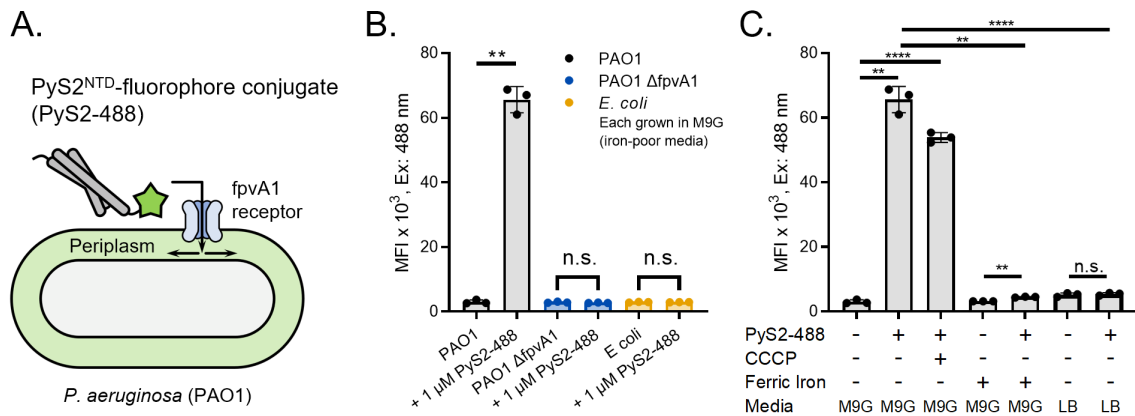 A.
PyS2NTD-fluorophore conjugate
(PyS2-488)
fpvA1
receptor
Periplasm
P. aeruginosa (PAO1)
B.
MFI x 10³, Ex: 488 nm
80
60
40
20
0
**
n.s.
n.s.
PAO1
PAO1 ΔfpvA1
E. coli
Each grown in M9G
(iron-poor media)
PAO1
+ 1 µM PyS2-488
PAO1 ΔfpvA1
+ 1 µM PyS2-488
E coli
+ 1 µM PyS2-488
C.
MFI x 10³, Ex: 488 nm
80
60
40
20
0
****
**
****
**
**
n.s.
PyS2-488 - + + - + - +
CCCP - - + - - - -
Ferric Iron - - - + + - -
Media M9G M9G M9G M9G M9G LB LB